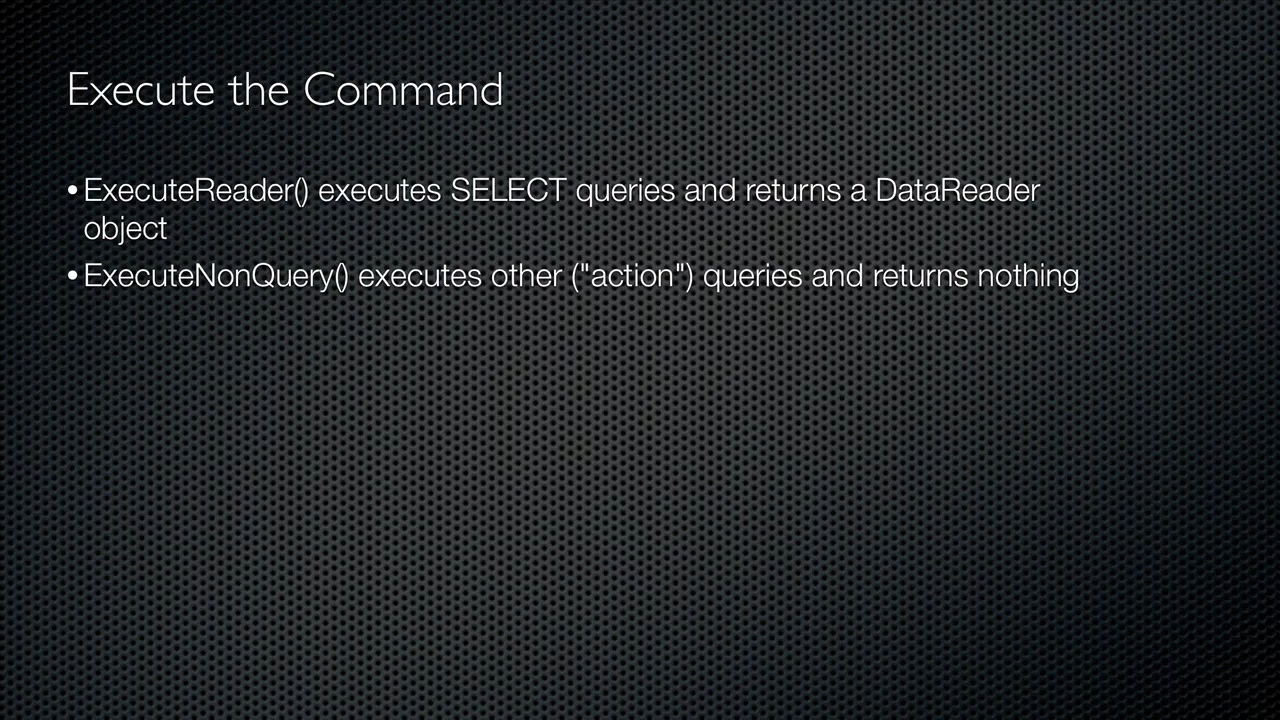 Execute the Command
• ExecuteReader() executes SELECT queries and returns a DataReader
object
• ExecuteNonQuery() executes other ("action") queries and returns nothing